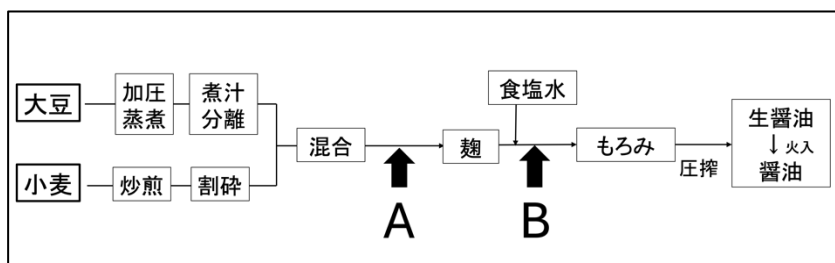 大豆
加圧
蒸煮
煮汁
分離
小麦
炒煎
割砕
混合
A
麹
食塩水
B
もろみ
圧搾
生醤油
↓火入
醤油